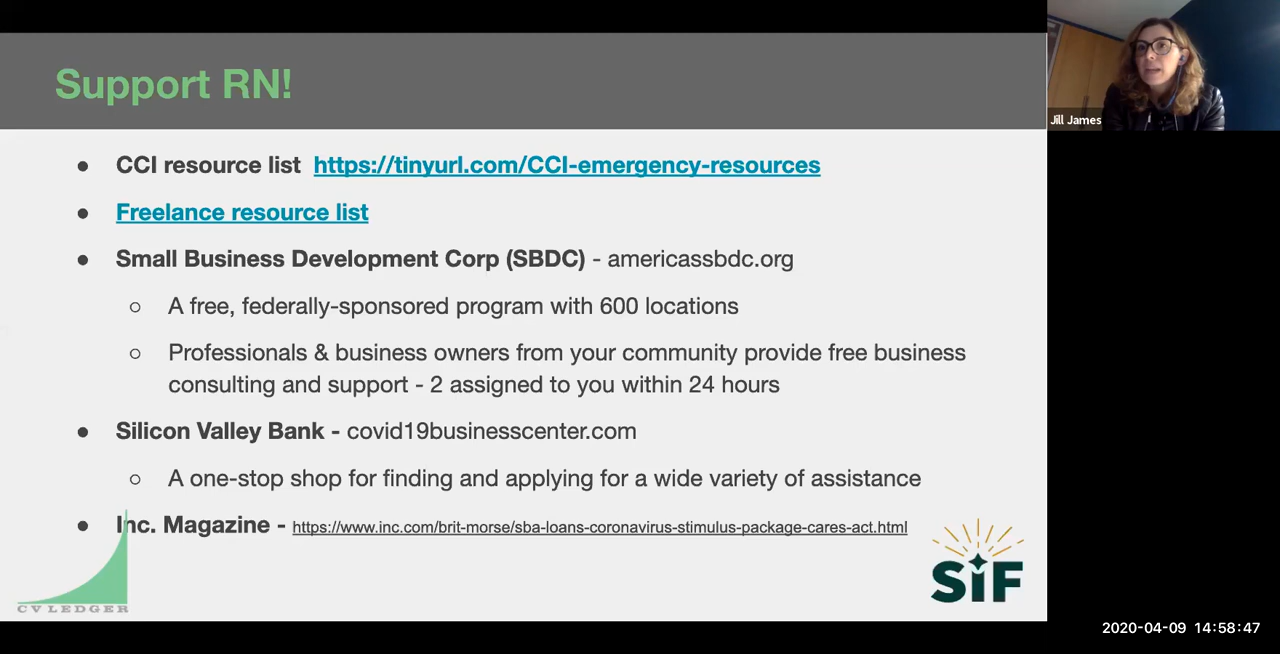 Support RN!
Jill James
CCI resource list https://tinyurl.com/CCI-emergency-resources
Freelance resource list
Small Business Development Corp (SBDC) - americassbdc.org
A free, federally-sponsored program with 600 locations
Professionals & business owners from your community provide free business
consulting and support - 2 assigned to you within 24 hours
Silicon Valley Bank - covid19businesscenter.com
A one-stop shop for finding and applying for a wide variety of assistance
Inc. Magazine - https://www.inc.com/brit-morse/sba-loans-coronavirus-stimulus-package-cares-act.html
CV LEDGER
SiF
2020-04-09 14:58:47